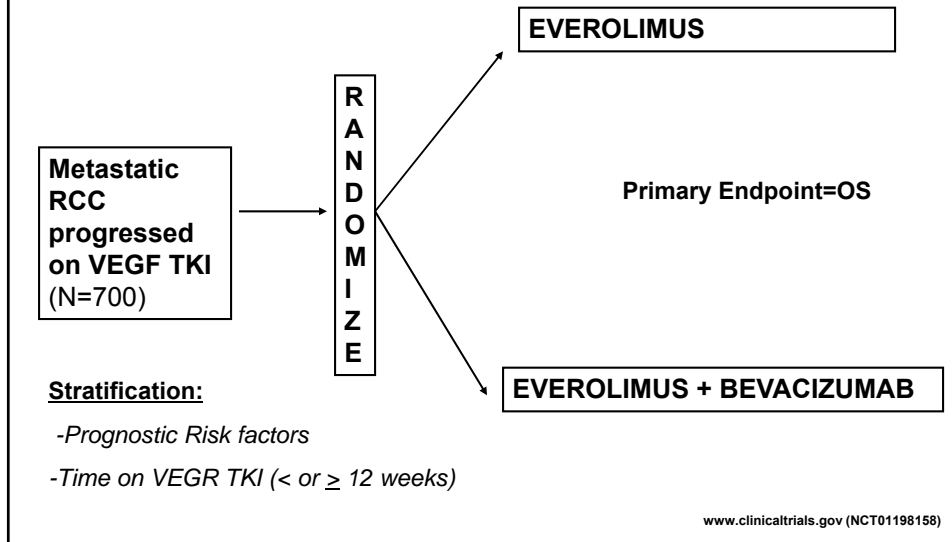 EVEROLIMUS
R
A
N
D
O
M
I
Z
E
Metastatic
RCC
progressed
on VEGF TKI
(N=700)
Primary Endpoint=OS
EVEROLIMUS + BEVACIZUMAB
Stratification:
-Prognostic Risk factors
-Time on VEGR TKI (< or ≥ 12 weeks)
www.clinicaltrials.gov (NCT01198158)